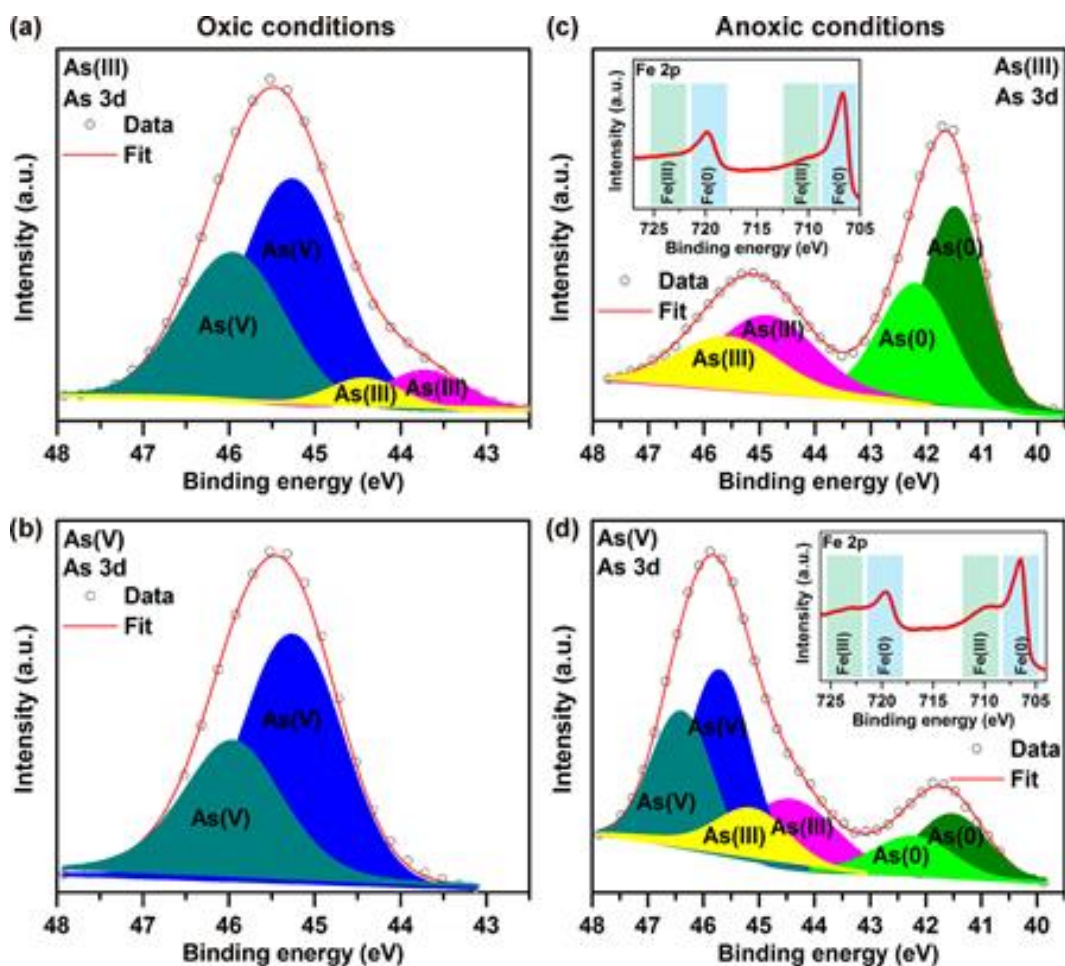 (a)
Oxic conditions
As(III)
As 3d
Data
Fit
As(V)
As(V)
As(III)
As(III)
Intensity (a.u.)
48 47 46 45 44 43
Binding energy (eV)
(c)
Anoxic conditions
As(III)
As 3d
Fe 2p
Intensity (a.u.)
Fe(III)
Fe(0)
Fe(III)
Fe(0)
725 720 715 710 705
Binding energy (eV)
Data
Fit
As(III)
As(III)
As(0)
As(0)
Intensity (a.u.)
48 47 46 45 44 43 42 41 40
Binding energy (eV)
(b)
As(V)
As 3d
Data
Fit
As(V)
As(V)
Intensity (a.u.)
48 47 46 45 44 43
Binding energy (eV)
(d)
As(V)
As 3d
Fe 2p
Intensity (a.u.)
Fe(III)
Fe(0)
Fe(III)
Fe(0)
725 720 715 710 705
Binding energy (eV)
Data
Fit
As(V)
As(V)
As(III)
As(III)
As(0)
As(0)
Intensity (a.u.)
48 47 46 45 44 43 42 41 40
Binding energy (eV)